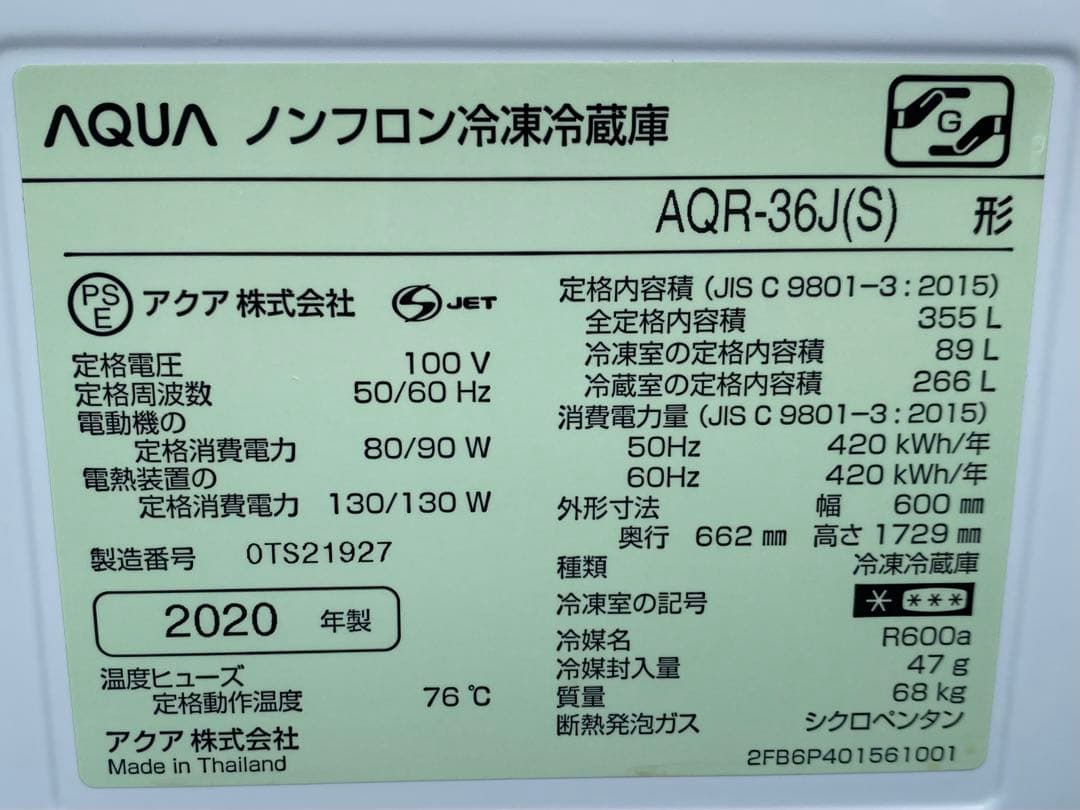 AQUA ノンフロン冷凍冷蔵庫
G
AQR-36J(S) 形
PS
E
アクア 株式会社
S JET
定格電圧 100 V
定格周波数 50/60 Hz
電動機の
定格消費電力 80/90 W
電熱装置の
定格消費電力 130/130 W
製造番号 0TS21927
2020 年製
温度ヒューズ
定格動作温度 76 ℃
アクア 株式会社
Made in Thailand
定格内容積 (JIS C 9801-3 : 2015)
全定格内容積 355 L
冷凍室の定格内容積 89 L
冷蔵室の定格内容積 266 L
消費電力量 (JIS C 9801-3 : 2015)
50Hz 420 kWh/年
60Hz 420 kWh/年
外形寸法 幅 600 ㎜
奥行 662 ㎜ 高さ 1729 ㎜
種類 冷凍冷蔵庫
冷凍室の記号 * ***
冷媒名 R600a
冷媒封入量 47 g
質量 68 kg
断熱発泡ガス シクロペンタン
2FB6P401561001